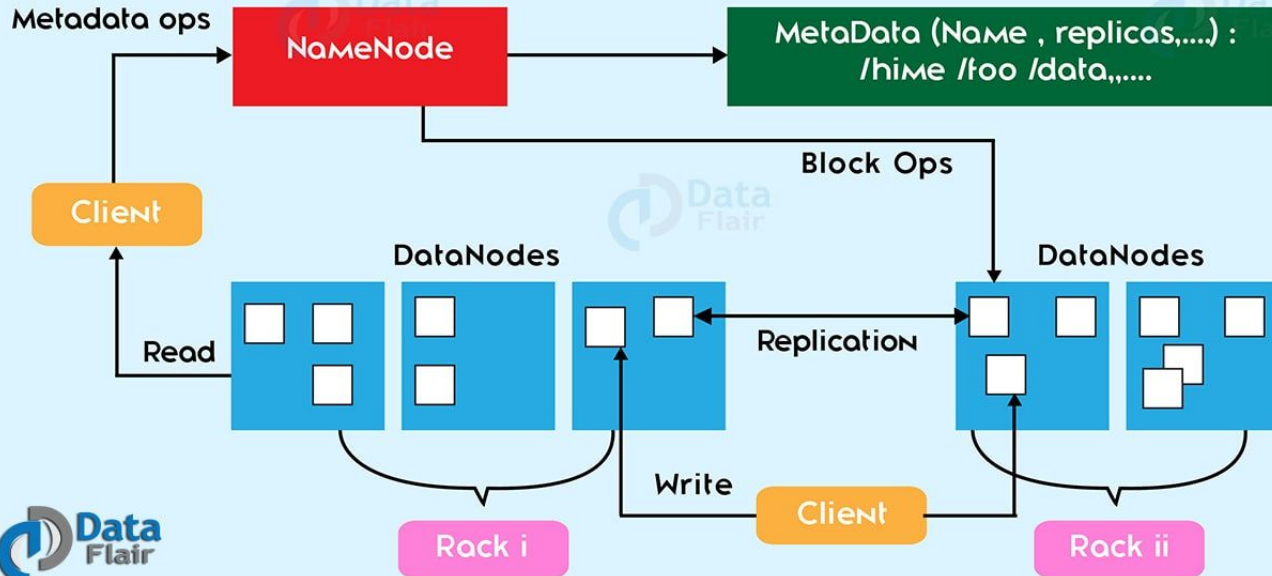 Metadata ops
NameNode
MetaData (Name , replicas,....) :
/hime /foo /data,,....
Block Ops
Client
Data
Flair
DataNodes
DataNodes
Read
Replication
Write
Client
Rack i
Rack ii
Data
Flair